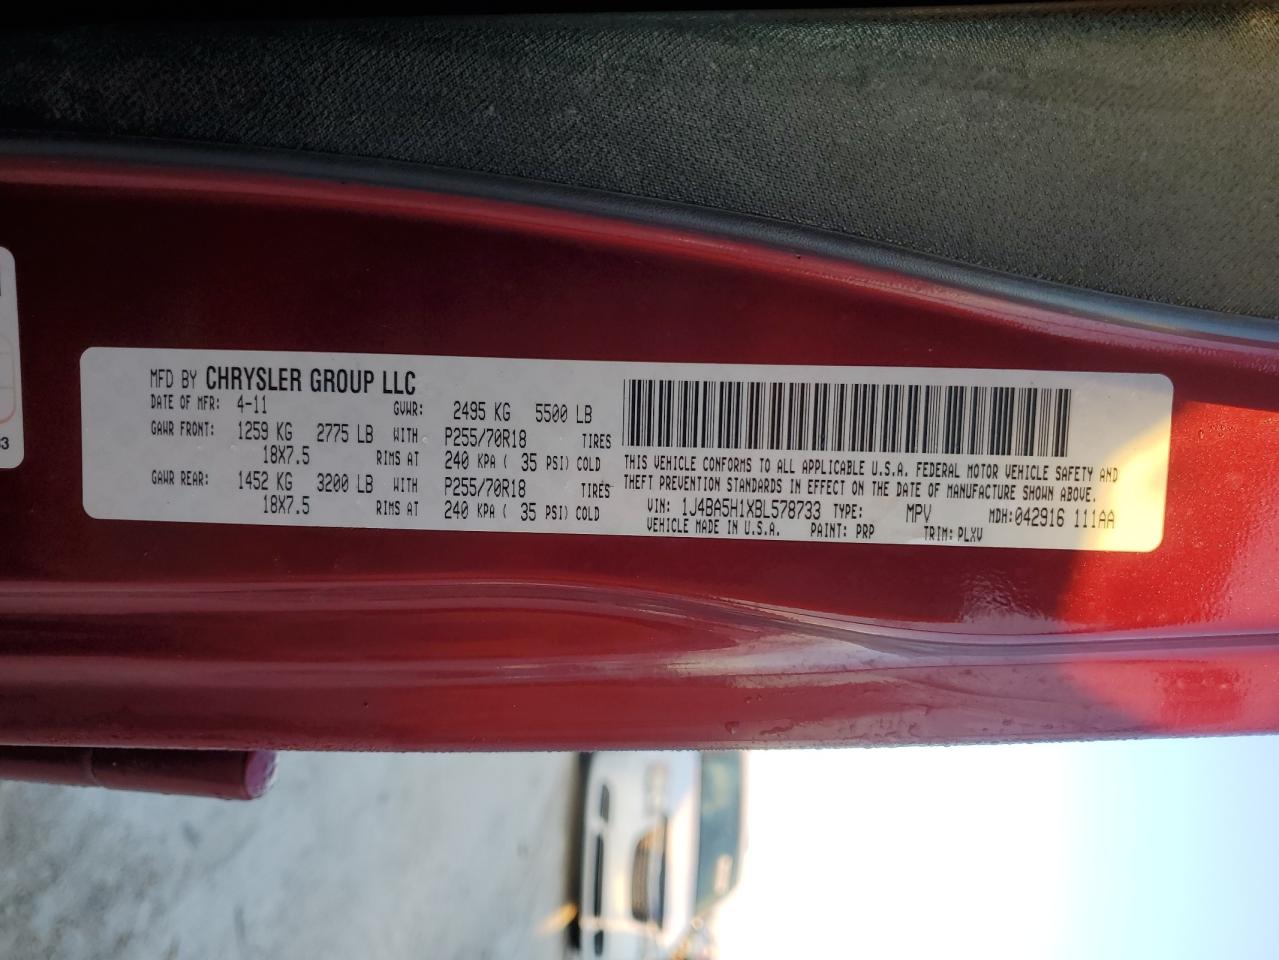 MFD BY CHRYSLER GROUP LLC
DATE OF MFR: 4-11 GVWR: 2495 KG 5500 LB
GAWR FRONT: 1259 KG 2775 LB WITH P255/70R18 TIRES
18X7.5 RIMS AT 240 KPA ( 35 PSI) COLD
GAWR REAR: 1452 KG 3200 LB WITH P255/70R18 TIRES
18X7.5 RIMS AT 240 KPA ( 35 PSI) COLD
THIS VEHICLE CONFORMS TO ALL APPLICABLE U.S.A. FEDERAL MOTOR VEHICLE SAFETY AND
THEFT PREVENTION STANDARDS IN EFFECT ON THE DATE OF MANUFACTURE SHOWN ABOVE.
VIN: 1J4BA5H1XBL578733 TYPE: MPV MDH:042916 111AA
VEHICLE MADE IN U.S.A. PAINT: PRP TRIM: PLXV